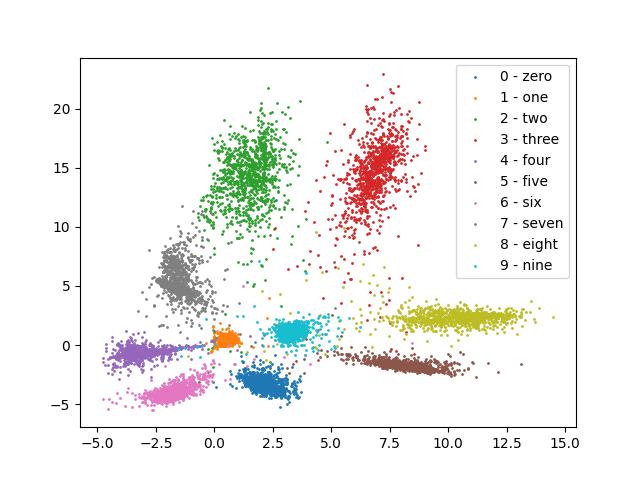 20
15
10
5
0
−5
−5.0
−2.5
0.0
2.5
5.0
7.5
10.0
12.5
15.0
0 - zero
1 - one
2 - two
3 - three
4 - four
5 - five
6 - six
7 - seven
8 - eight
9 - nine